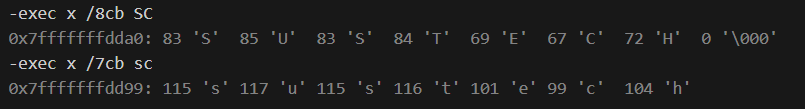 -exec x /8cb SC
0x7fffffffdda0: 83 'S'  85 'U'  83 'S'  84 'T'  69 'E'  67 'C'  72 'H'  0 '\000'
-exec x /7cb sc
0x7fffffffdd99: 115 's' 117 'u' 115 's' 116 't' 101 'e' 99 'c'  104 'h'